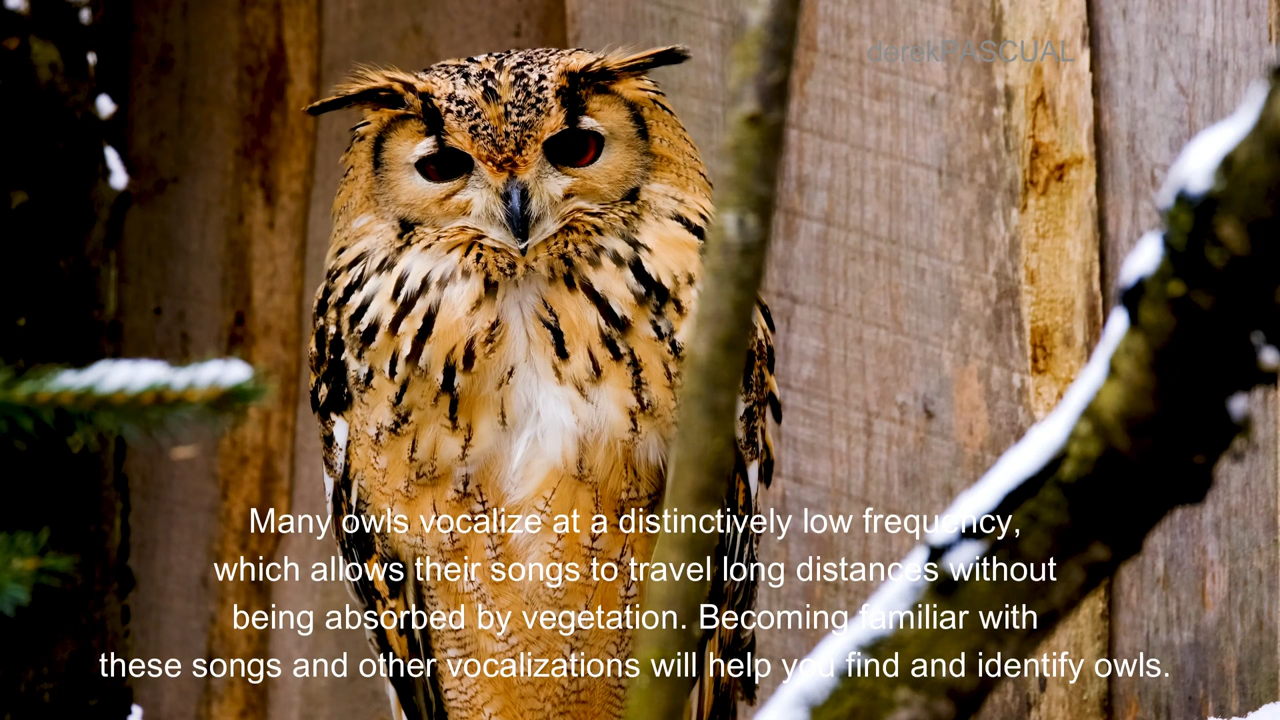 derekPASCUAL
Many owls vocalize at a distinctively low frequency,
which allows their songs to travel long distances without
being absorbed by vegetation. Becoming familiar with
these songs and other vocalizations will help you find and identify owls.